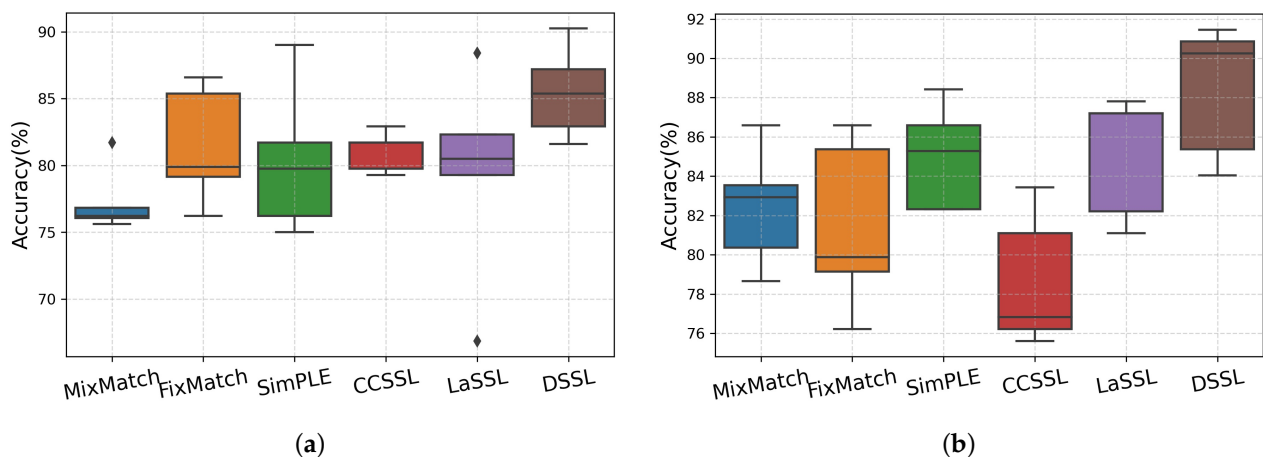 90
85
80
75
70
Accuracy(%)
MixMatch
FixMatch
SimPLE
CCSSL
LaSSL
DSSL
(a)
92
90
88
86
84
82
80
78
76
Accuracy(%)
MixMatch
FixMatch
SimPLE
CCSSL
LaSSL
DSSL
(b)